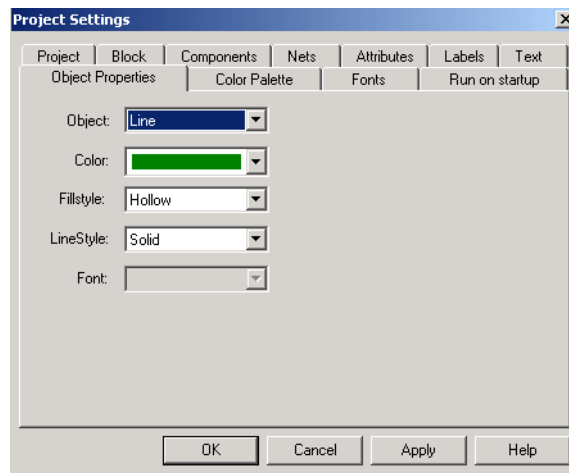 Project Settings
Project Block Components Nets Attributes Labels Text
Object Properties Color Palette Fonts Run on startup
Object: Line
Color:
Fillstyle: Hollow
LineStyle: Solid
Font:
OK Cancel Apply Help